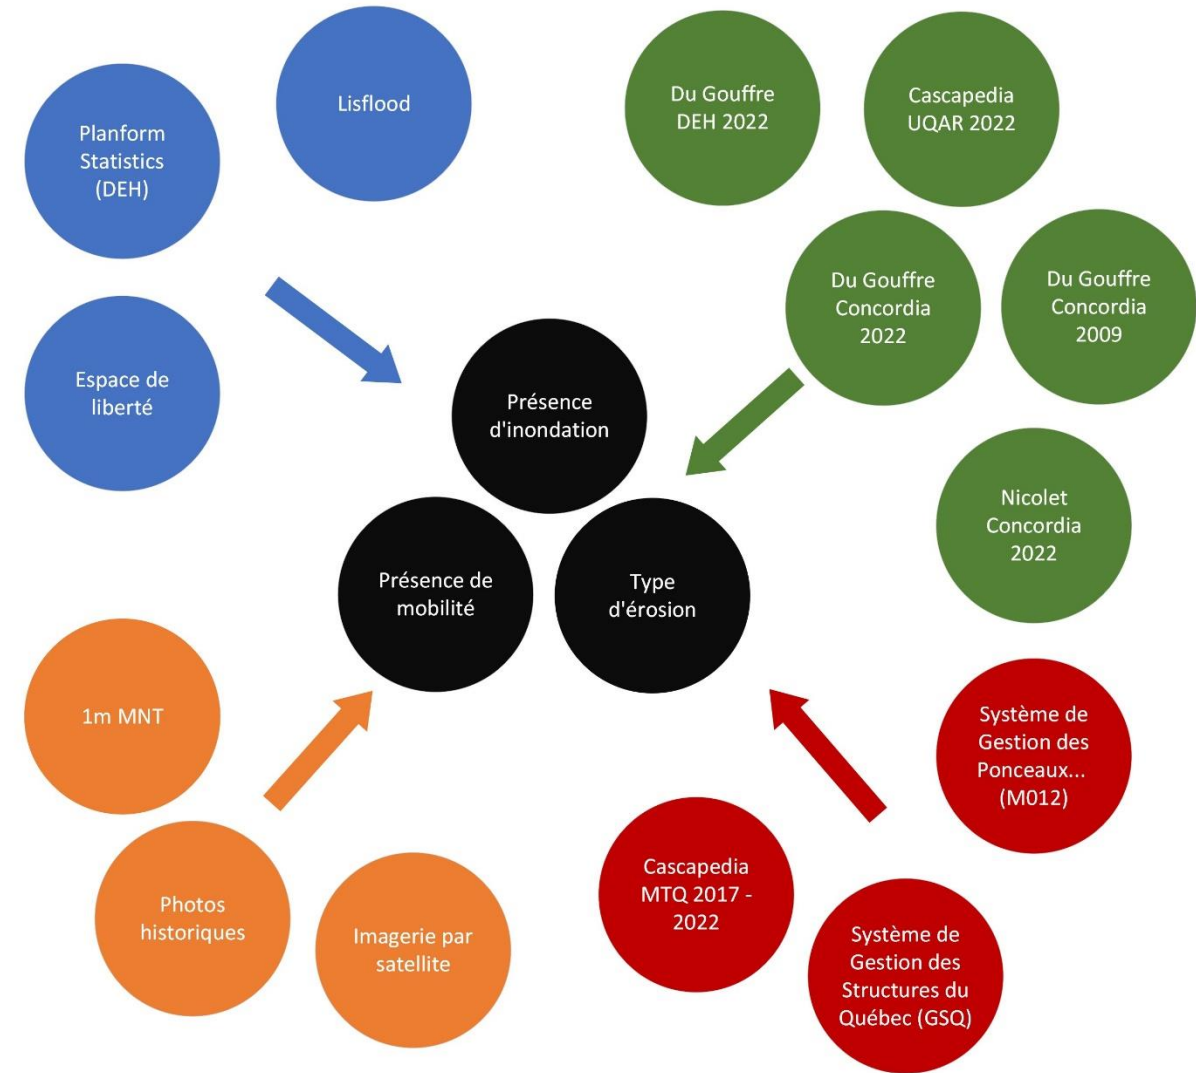 Planform
Statistics
(DEH)
Lisflood
Espace de
liberté
Du Gouffre
DEH 2022
Cascapedia
UQAR 2022
Du Gouffre
Concordia
2022
Du Gouffre
Concordia
2009
Nicolet
Concordia
2022
Présence
d'inondation
Présence de
mobilité
Type
d'érosion
1m MNT
Photos
historiques
Imagerie par
satellite
Cascapedia
MTQ 2017 -
2022
Système de
Gestion des
Ponceaux...
(M012)
Système de
Gestion des
Structures du
Québec (GSQ)